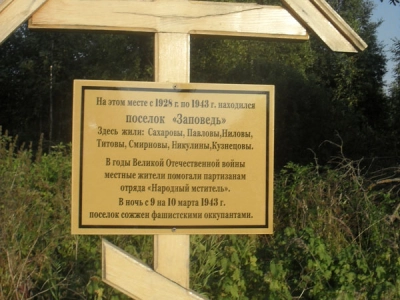 На этом месте с 1928 г. по 1943 г. находился
поселок «Заповедь»
Здесь жили: Сахаровы, Павловы,Ниловы,
Титовы, Смирновы, Никулины,Кузнецовы.
В годы Великой Отечественной войны
местные жители помогали партизанам
отряда «Народный мститель».
В ночь с 9 на 10 марта 1943 г.
поселок сожжен фашистскими оккупантами.